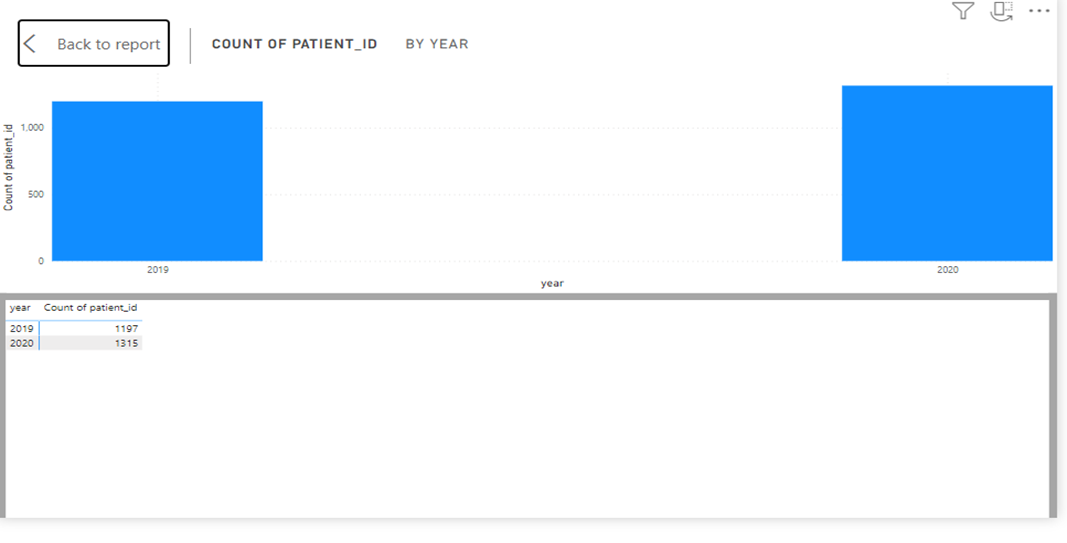 Back to report
COUNT OF PATIENT_ID BY YEAR
Count of patient_id
1,000
500
0
2019 2020
year
year Count of patient_id
2019 1197
2020 1315